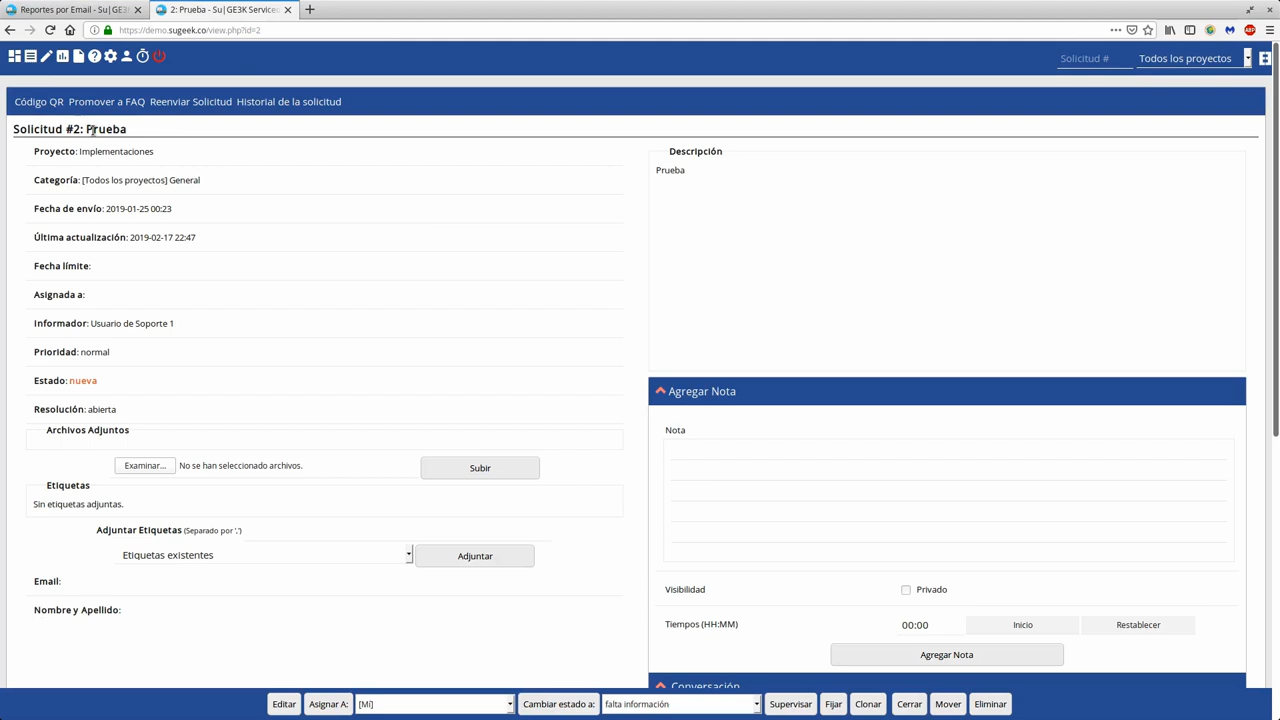 Reportes por Email - Su|GE3K
2: Prueba - Su|GE3K Service
https://demo.sugeek.co/view.php?id=2
Solicitud #
Todos los proyectos
Código QR Promover a FAQ Reenviar Solicitud Historial de la solicitud
Solicitud #2: Prueba
Proyecto: Implementaciones
Categoría: [Todos los proyectos] General
Fecha de envío: 2019-01-25 00:23
Última actualización: 2019-02-17 22:47
Fecha límite:
Asignada a:
Informador: Usuario de Soporte 1
Prioridad: normal
Estado: nueva
Resolución: abierta
Archivos Adjuntos
Examinar... No se han seleccionado archivos. Subir
Etiquetas
Sin etiquetas adjuntas.
Adjuntar Etiquetas (Separado por ',')
Etiquetas existentes Adjuntar
Email:
Nombre y Apellido:
Descripción
Prueba
Agregar Nota
Nota
Visibilidad Privado
Tiempos (HH:MM) 00:00 Inicio Restablecer
Agregar Nota
Conversación
Editar Asignar A: [Mí] Cambiar estado a: falta información Supervisar Fijar Clonar Cerrar Mover Eliminar